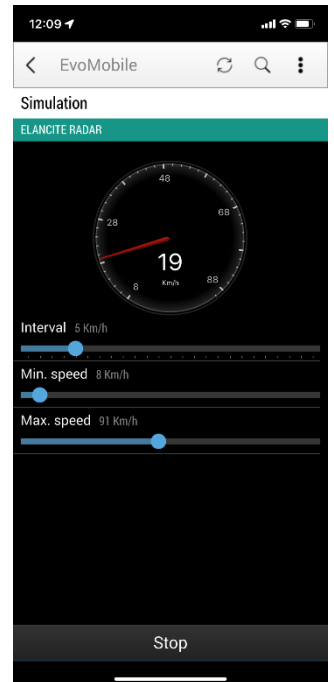 12:09
EvoMobile
Simulation
ELANCITE RADAR
48
28
68
19
Km/h
8
88
Interval 5 Km/h
Min. speed 8 Km/h
Max. speed 91 Km/h
Stop